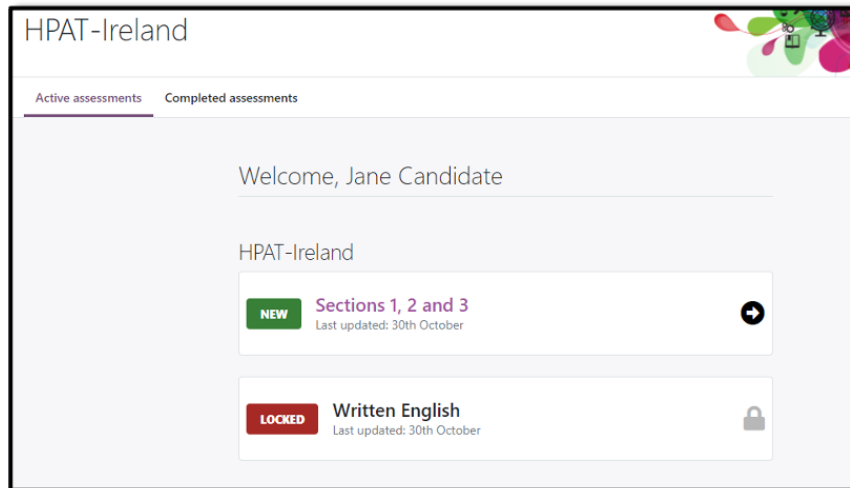 HPAT-Ireland
Active assessments Completed assessments
Welcome, Jane Candidate
HPAT-Ireland
NEW Sections 1, 2 and 3
Last updated: 30th October
LOCKED Written English
Last updated: 30th October